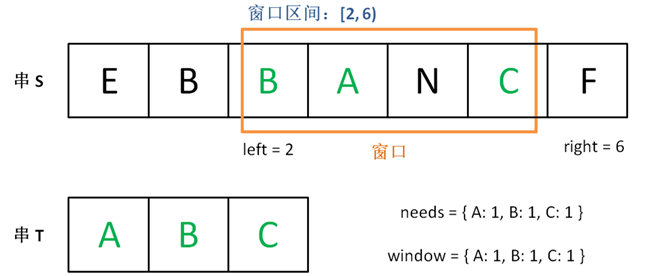 窗口区间：[2, 6)
串 S E B B A N C F
left = 2 窗口 right = 6
串 T A B C
needs = { A: 1, B: 1, C: 1 }
window = { A: 1, B: 1, C: 1 }